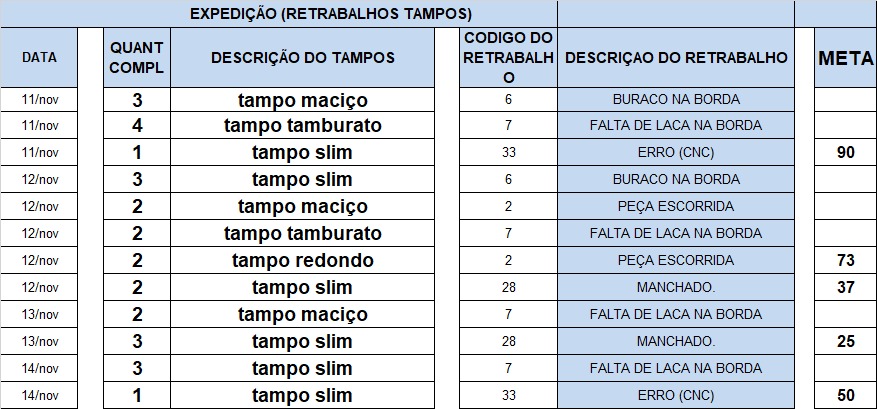 EXPEDIÇÃO (RETRABALHOS TAMPOS)
DATA QUANT COMPL DESCRIÇÃO DO TAMPOS CODIGO DO RETRABALHO DESCRIÇAO DO RETRABALHO META
11/nov 3 tampo maciço 6 BURACO NA BORDA
11/nov 4 tampo tamburato 7 FALTA DE LACA NA BORDA
11/nov 1 tampo slim 33 ERRO (CNC) 90
12/nov 3 tampo slim 6 BURACO NA BORDA
12/nov 2 tampo maciço 2 PEÇA ESCORRIDA
12/nov 2 tampo tamburato 7 FALTA DE LACA NA BORDA
12/nov 2 tampo redondo 2 PEÇA ESCORRIDA 73
12/nov 2 tampo slim 28 MANCHADO. 37
13/nov 2 tampo maciço 7 FALTA DE LACA NA BORDA
13/nov 3 tampo slim 28 MANCHADO. 25
14/nov 3 tampo slim 7 FALTA DE LACA NA BORDA
14/nov 1 tampo slim 33 ERRO (CNC) 50